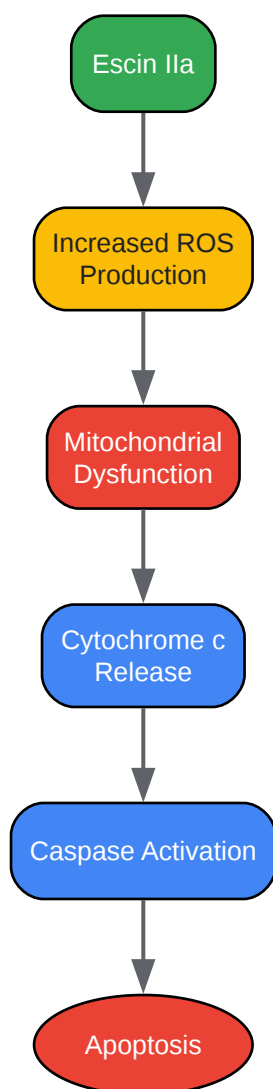 Escin IIa
Increased ROS
Production
Mitochondrial
Dysfunction
Cytochrome c
Release
Caspase Activation
Apoptosis